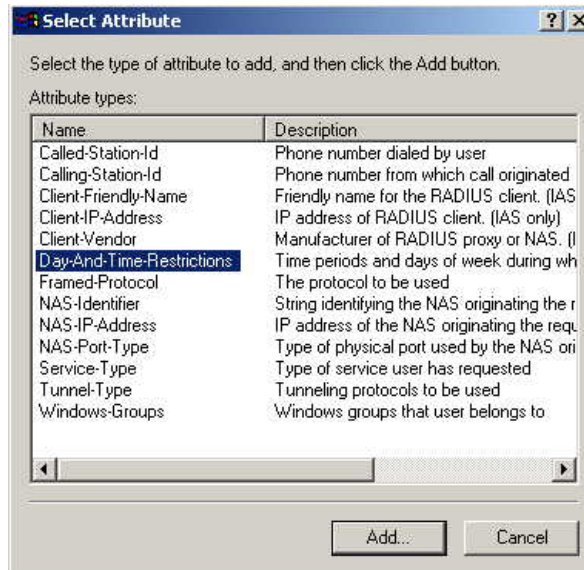 Select Attribute
Select the type of attribute to add, and then click the Add button.
Attribute types:
Name Description
Called-Station-Id Phone number dialed by user
Calling-Station-Id Phone number from which call originated
Client-Friendly-Name Friendly name for the RADIUS client. (IAS
Client-IP-Address IP address of RADIUS client. (IAS only)
Client-Vendor Manufacturer of RADIUS proxy or NAS. (I
Day-And-Time-Restrictions Time periods and days of week during wh
Framed-Protocol The protocol to be used
NAS-Identifier String identifying the NAS originating the r
NAS-IP-Address IP address of the NAS originating the requ
NAS-Port-Type Type of physical port used by the NAS ori
Service-Type Type of service user has requested
Tunnel-Type Tunneling protocols to be used
Windows-Groups Windows groups that user belongs to
Add... Cancel